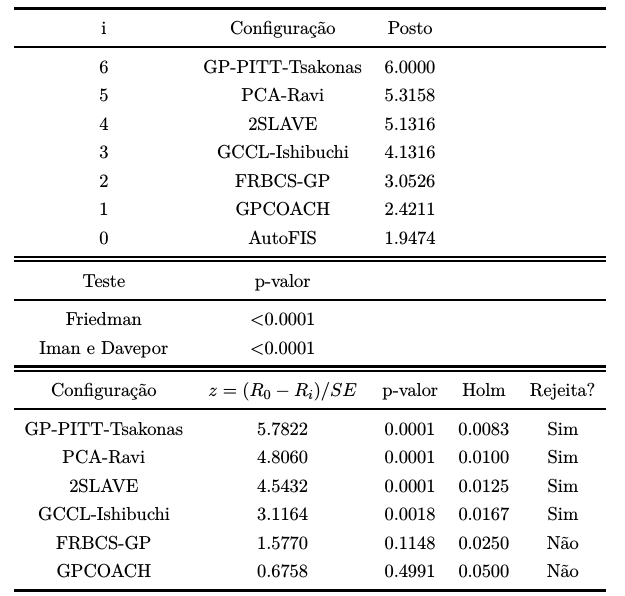 i Configuração Posto
6 GP-PITT-Tsakonas 6.0000
5 PCA-Ravi 5.3158
4 2SLAVE 5.1316
3 GCCL-Ishibuchi 4.1316
2 FRBCS-GP 3.0526
1 GPCOACH 2.4211
0 AutoFIS 1.9474
Teste p-valor
Friedman <0.0001
Iman e Davepor <0.0001
Configuração z = (R₀ − Rᵢ)/SE p-valor Holm Rejeita?
GP-PITT-Tsakonas 5.7822 0.0001 0.0083 Sim
PCA-Ravi 4.8060 0.0001 0.0100 Sim
2SLAVE 4.5432 0.0001 0.0125 Sim
GCCL-Ishibuchi 3.1164 0.0018 0.0167 Sim
FRBCS-GP 1.5770 0.1148 0.0250 Não
GPCOACH 0.6758 0.4991 0.0500 Não